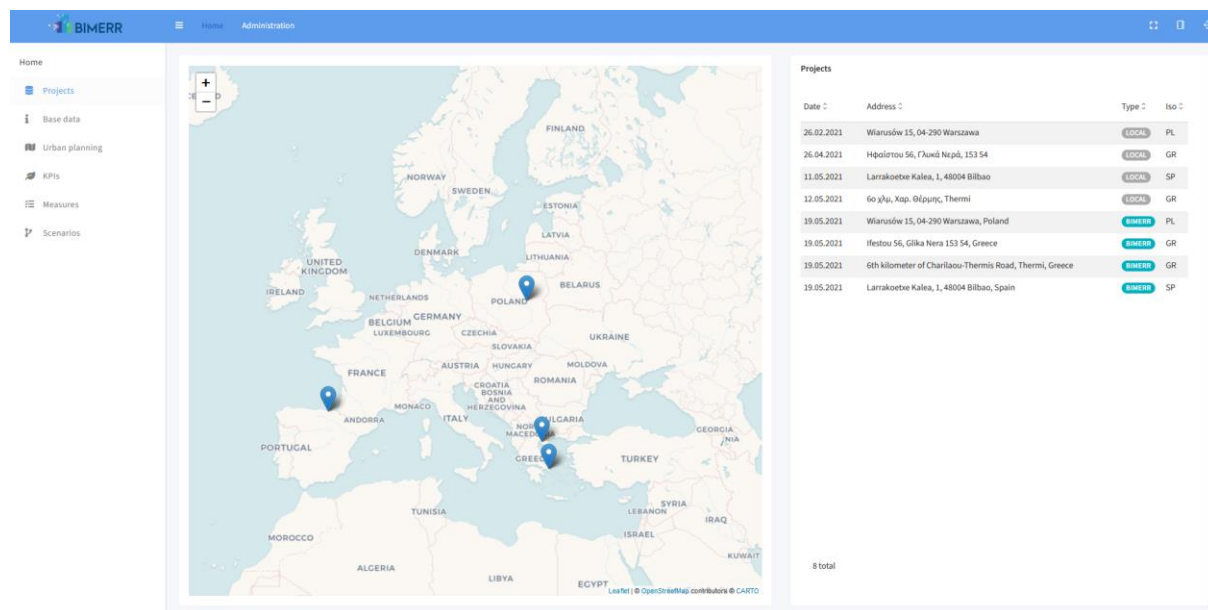 BIMERR
Home Administration
Home
Projects
Base data
Urban planning
KPIs
Measures
Scenarios
+
−
FINLAND
NORWAY
SWEDEN
ESTONIA
LATVIA
DENMARK
LITHUANIA
UNITED
KINGDOM
IRELAND
BELARUS
NETHERLANDS
POLAND
GERMANY
BELGIUM
LUXEMBOURG
CZECHIA
UKRAINE
SLOVAKIA
AUSTRIA
HUNGARY
MOLDOVA
FRANCE
CROATIA
ROMANIA
BOSNIA
AND
HERZEGOVINA
MONACO
ITALY
ANDORRA
GEORGIA
PORTUGAL
TURKEY
TUNISIA
SYRIA
LEBANON
IRAQ
ISRAEL
MOROCCO
KUWAIT
ALGERIA
LIBYA
EGYPT
Leaflet | © OpenStreetMap contributors © CARTO
Projects
Date Address Type Iso
26.02.2021 Wiarusów 15, 04-290 Warszawa LOCAL PL
26.04.2021 Ηφαίστου 56, Γλυκά Νερά, 153 54 LOCAL GR
11.05.2021 Larrakoetxe Kalea, 1, 48004 Bilbao LOCAL SP
12.05.2021 6ο χλμ, Χαρ. Θέρμης, Thermi LOCAL GR
19.05.2021 Wiarusów 15, 04-290 Warszawa, Poland BIMERR PL
19.05.2021 Ifestou 56, Glika Nera 153 54, Greece BIMERR GR
19.05.2021 6th kilometer of Charilaou-Thermis Road, Thermi, Greece BIMERR GR
19.05.2021 Larrakoetxe Kalea, 1, 48004 Bilbao, Spain BIMERR SP
8 total